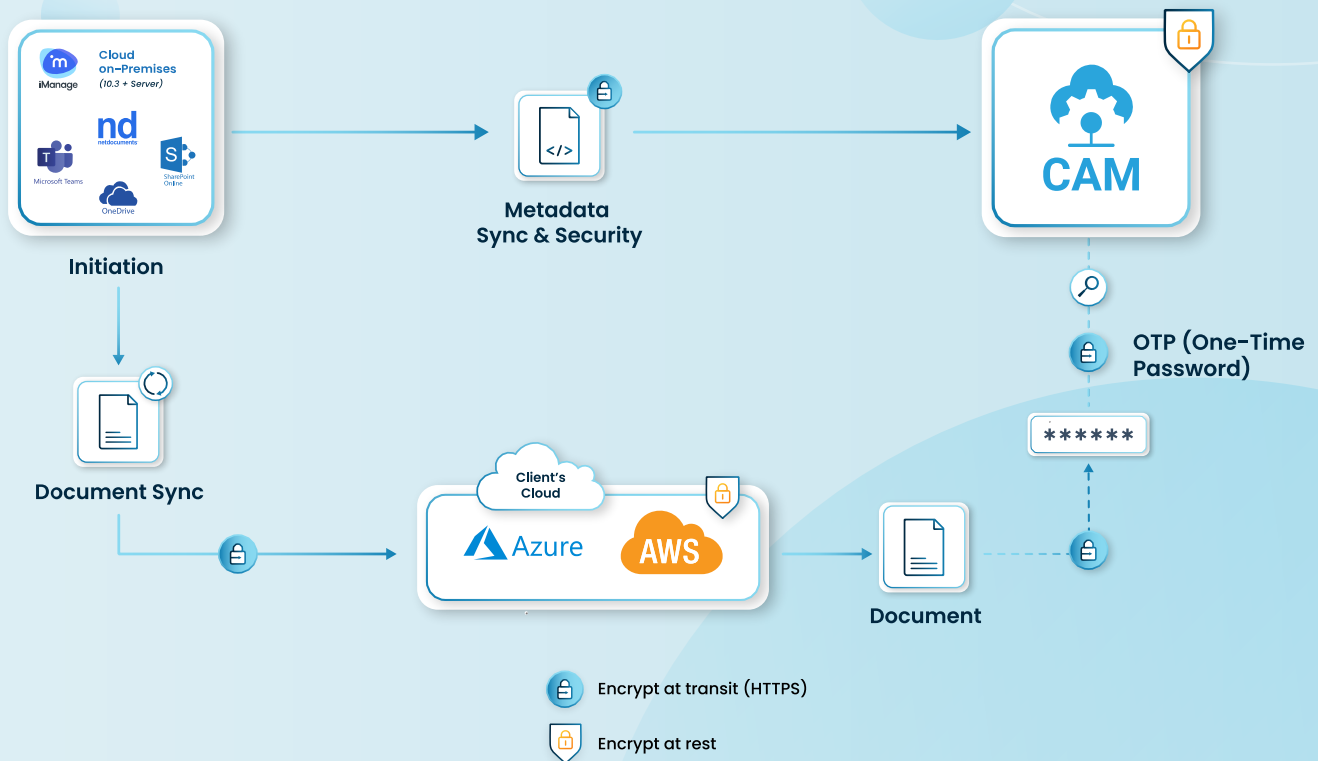 m
iManage
Cloud
on-Premises
(10.3 + Server)
nd
netdocuments
T
Microsoft Teams
S
SharePoint
Online
OneDrive
Initiation
</>
Metadada
Sync & Security
CAM
OTP (One-Time
Password)
******
Document Sync
Client's
Cloud
Azure
AWS
Document
Encrypt at transit (HTTPS)
Encrypt at rest